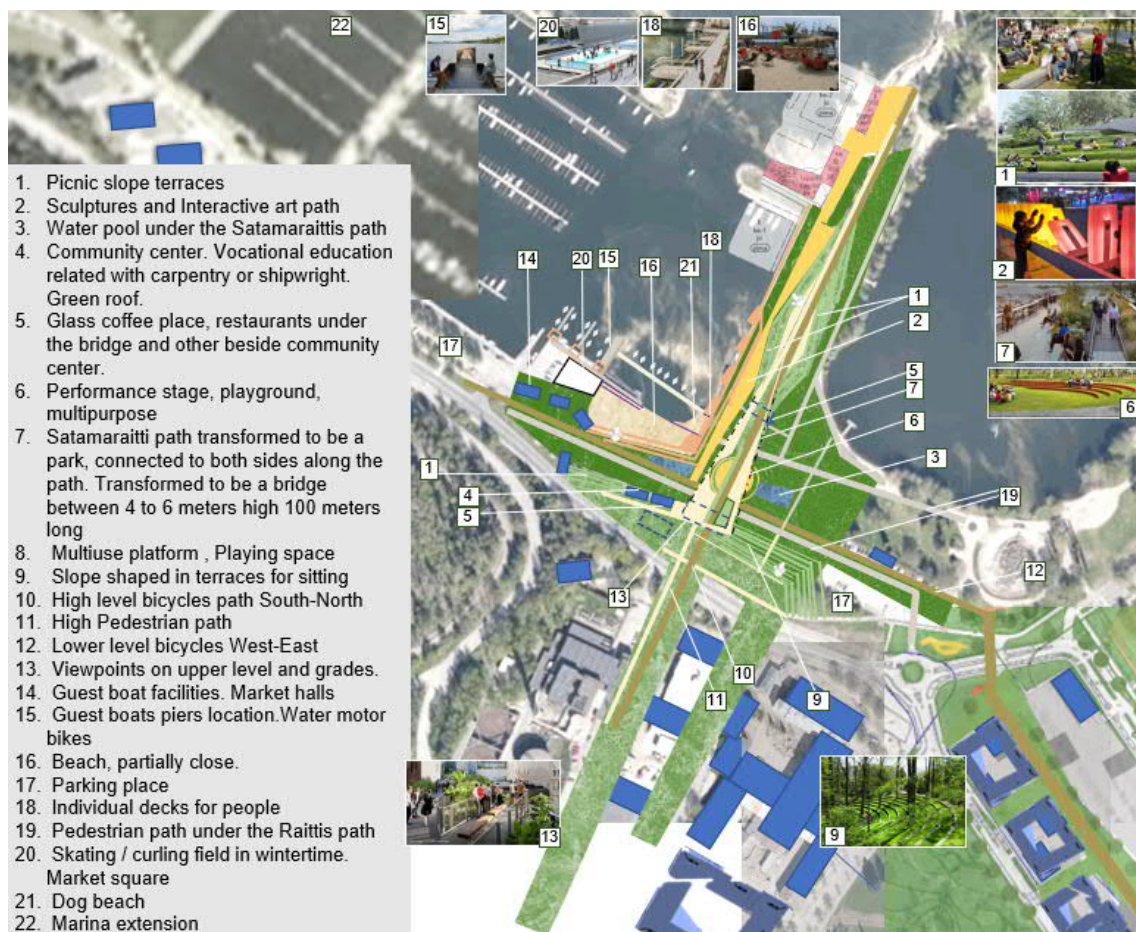 22
15
20
18
16
1
2
7
6
1. Picnic slope terraces
2. Sculptures and Interactive art path
3. Water pool under the Satamaraittis path
4. Community center. Vocational education
related with carpentry or shipwright.
Green roof.
5. Glass coffee place, restaurants under
the bridge and other beside community
center.
6. Performance stage, playground,
multipurpose
7. Satamaraitti path transformed to be a
park, connected to both sides along the
path. Transformed to be a bridge
between 4 to 6 meters high 100 meters
long
8. Multiuse platform , Playing space
9. Slope shaped in terraces for sitting
10. High level bicycles path South-North
11. High Pedestrian path
12. Lower level bicycles West-East
13. Viewpoints on upper level and grades.
14. Guest boat facilities. Market halls
15. Guest boats piers location.Water motor
bikes
16. Beach, partially close.
17. Parking place
18. Individual decks for people
19. Pedestrian path under the Raittis path
20. Skating / curling field in wintertime.
Market square
21. Dog beach
22. Marina extension
14
20
15
16
21
18
17
1
2
5
7
6
3
19
12
1
4
5
13
17
10
11
9
13
9